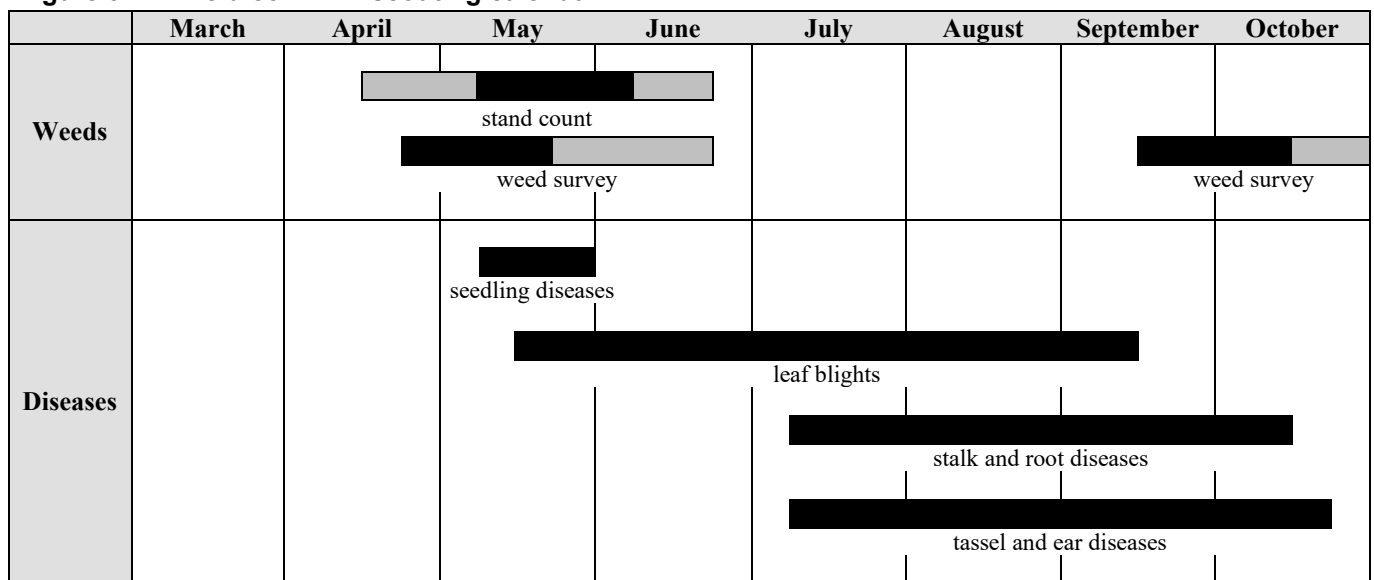 March April May June July August September October
Weeds
stand count
weed survey
weed survey
Diseases
seedling diseases
leaf blights
stalk and root diseases
tassel and ear diseases